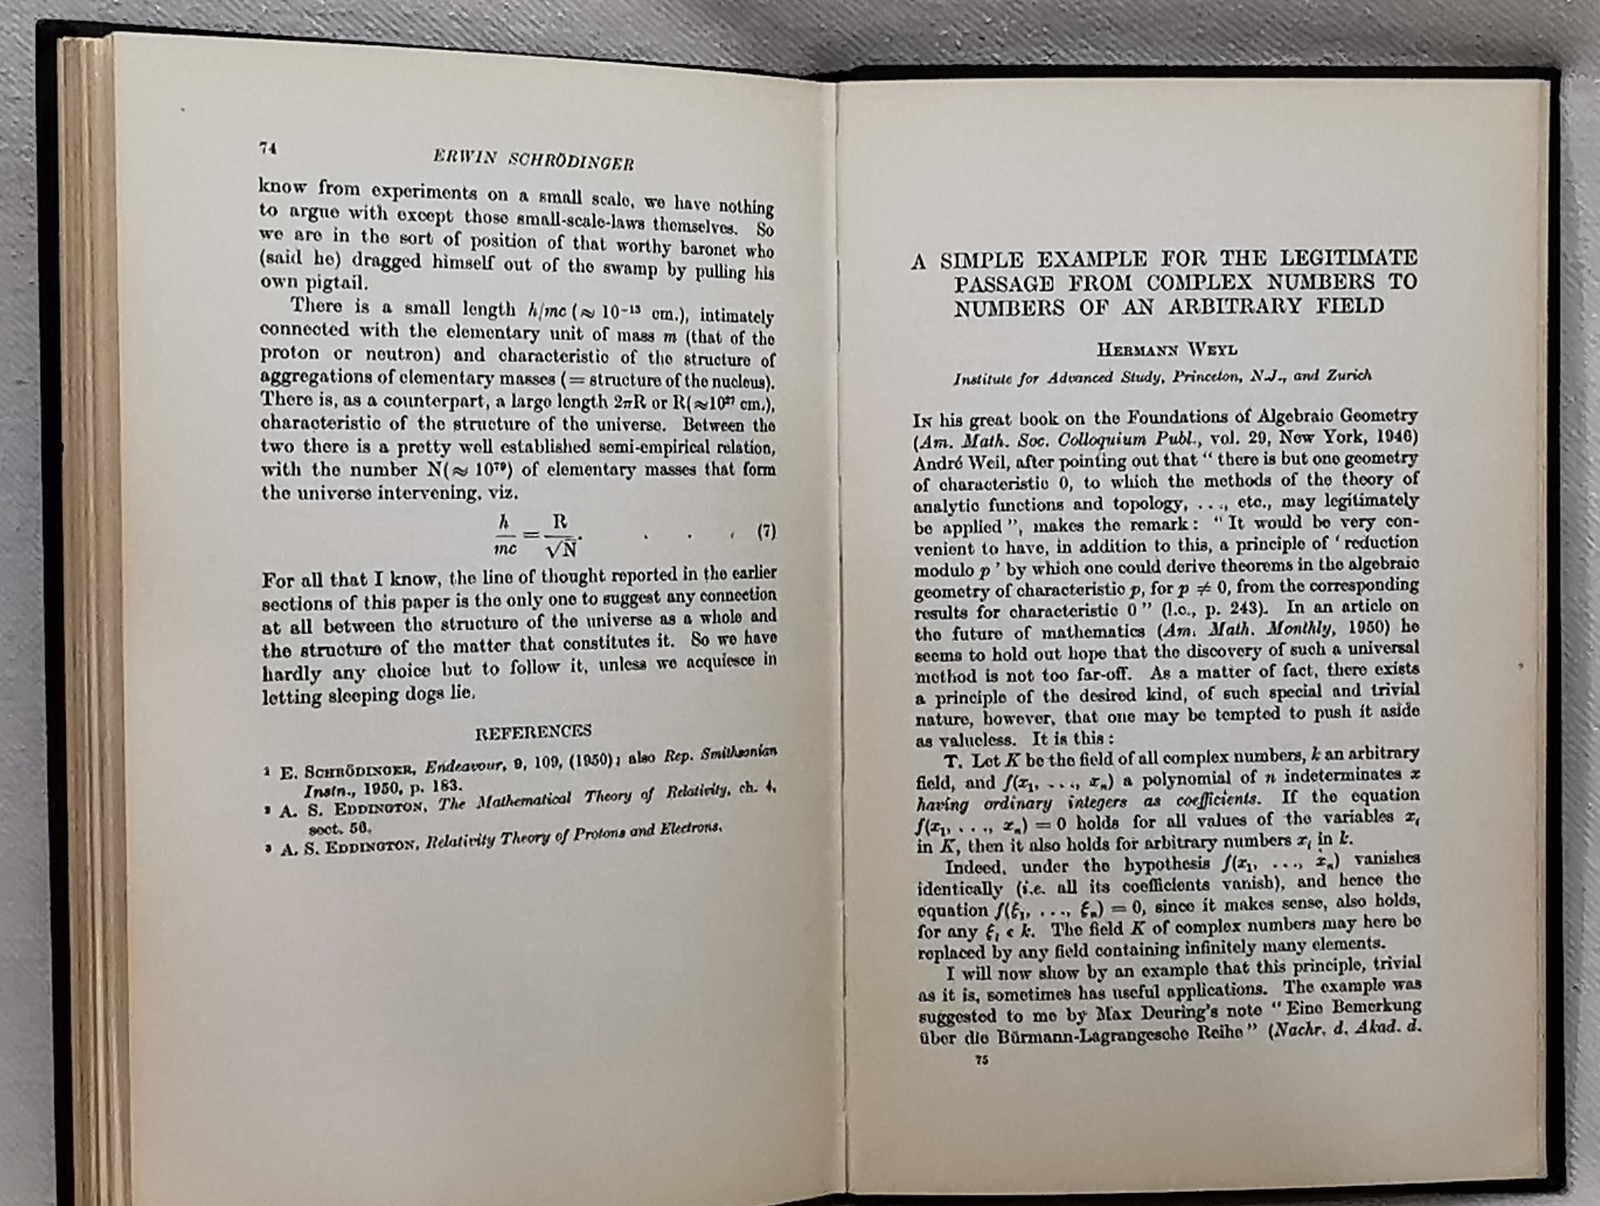 74
ERWIN SCHRÖDINGER
know from experiments on a small scale, we have nothing
to argue with except those small-scale-laws themselves. So
we are in the sort of position of that worthy baronet who
(said he) dragged himself out of the swamp by pulling his
own pigtail.
There is a small length h/mc (≈ 10⁻¹³ cm.), intimately
connected with the elementary unit of mass m (that of the
proton or neutron) and characteristic of the structure of
aggregations of elementary masses (= structure of the nucleus).
There is, as a counterpart, a large length 2πR or R(≈10²⁷ cm.),
characteristic of the structure of the universe. Between the
two there is a pretty well established semi-empirical relation,
with the number N(≈ 10⁷⁹) of elementary masses that form
the universe intervening, viz.
h/mc = R/√N. . . . (7)
For all that I know, the line of thought reported in the earlier
sections of this paper is the only one to suggest any connection
at all between the structure of the universe as a whole and
the structure of the matter that constitutes it. So we have
hardly any choice but to follow it, unless we acquiesce in
letting sleeping dogs lie.
REFERENCES
¹ E. SCHRÖDINGER, Endeavour, 9, 109, (1950); also Rep. Smithsonian
Instn., 1950, p. 183.
² A. S. EDDINGTON, The Mathematical Theory of Relativity, ch. 4,
sect. 50.
³ A. S. EDDINGTON, Relativity Theory of Protons and Electrons.
A SIMPLE EXAMPLE FOR THE LEGITIMATE
PASSAGE FROM COMPLEX NUMBERS TO
NUMBERS OF AN ARBITRARY FIELD
HERMANN WEYL
Institute for Advanced Study, Princeton, N.J., and Zurich
IN his great book on the Foundations of Algebraic Geometry
(Am. Math. Soc. Colloquium Publ., vol. 29, New York, 1946)
André Weil, after pointing out that “ there is but one geometry
of characteristic 0, to which the methods of the theory of
analytic functions and topology, . . ., etc., may legitimately
be applied ”, makes the remark : “ It would be very con-
venient to have, in addition to this, a principle of ‘ reduction
modulo p ’ by which one could derive theorems in the algebraic
geometry of characteristic p, for p ≠ 0, from the corresponding
results for characteristic 0 ” (l.c., p. 243). In an article on
the future of mathematics (Am. Math. Monthly, 1950) he
seems to hold out hope that the discovery of such a universal
method is not too far-off. As a matter of fact, there exists
a principle of the desired kind, of such special and trivial
nature, however, that one may be tempted to push it aside
as valueless. It is this :
T. Let K be the field of all complex numbers, k an arbitrary
field, and f(x₁, . . ., xₙ) a polynomial of n indeterminates x
having ordinary integers as coefficients. If the equation
f(x₁, . . ., xₙ) = 0 holds for all values of the variables xᵢ
in K, then it also holds for arbitrary numbers xᵢ in k.
Indeed, under the hypothesis f(x₁, . . ., xₙ) vanishes
identically (i.e. all its coefficients vanish), and hence the
equation f(ξ₁, . . ., ξₙ) = 0, since it makes sense, also holds,
for any ξᵢ ϵ k. The field K of complex numbers may here be
replaced by any field containing infinitely many elements.
I will now show by an example that this principle, trivial
as it is, sometimes has useful applications. The example was
suggested to me by Max Deuring's note “ Eine Bemerkung
über die Bürmann-Lagrangesche Reihe ” (Nachr. d. Akad. d.
75